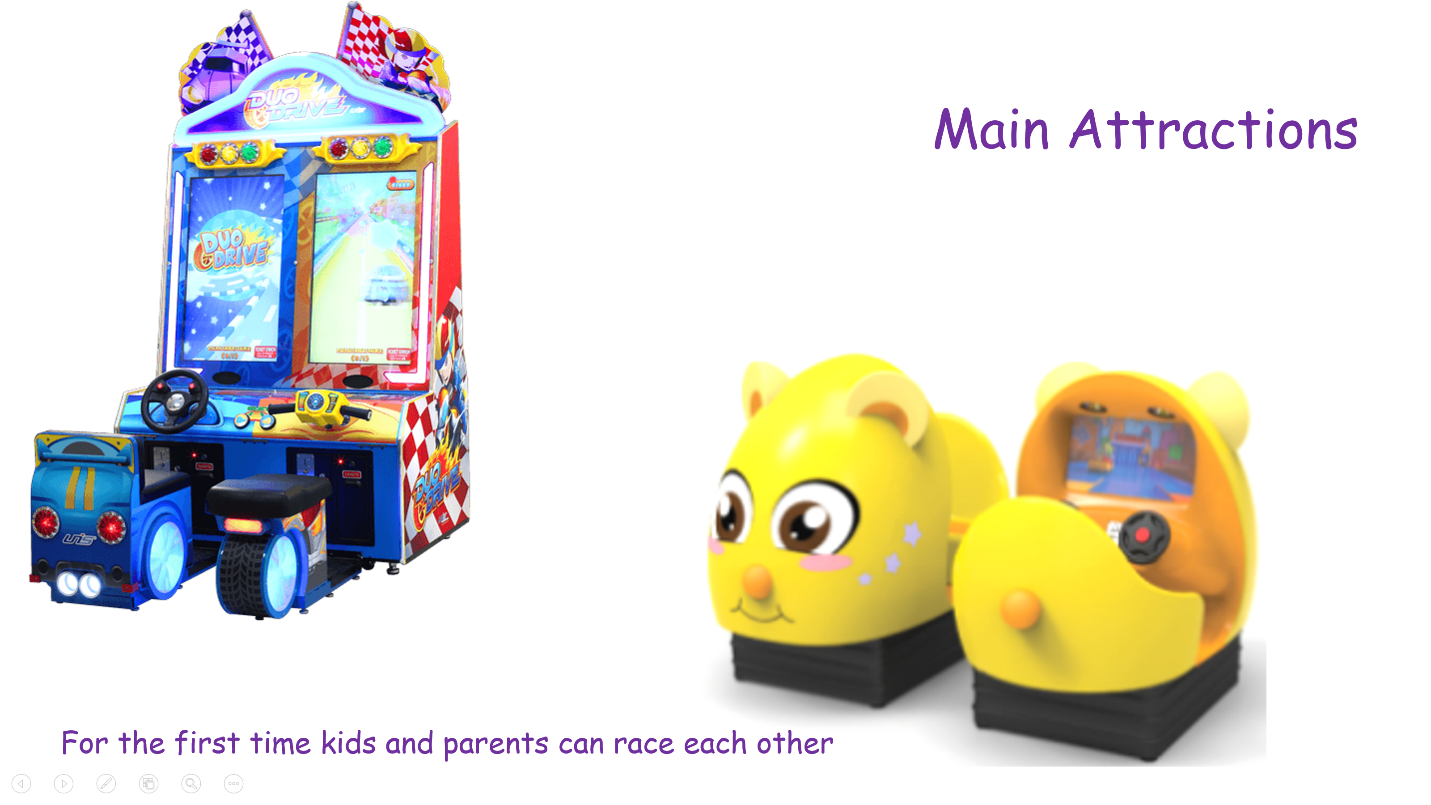 DUO
DRIVE
Main Attractions
DUO
DRIVE
DUO
DRIVE
UNIS
For the first time kids and parents can race each other